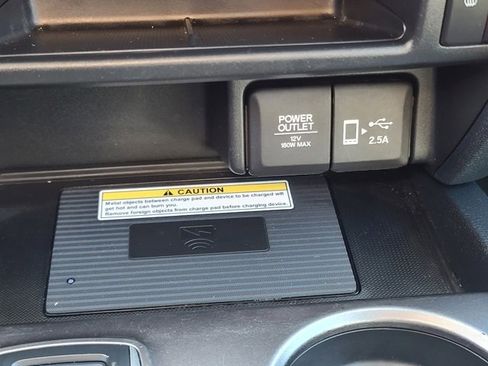 POWER
OUTLET
12V
180W MAX
2.5A
CAUTION
Metal objects between charge pad and device to be charged will
get hot and can burn you.
Remove foreign objects from charge pad before charging device.